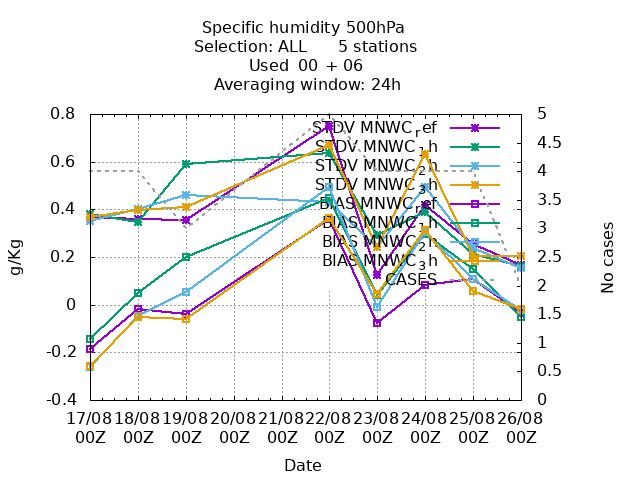 Specific humidity 500hPa
Selection: ALL 5 stations
Used 00 + 06
Averaging window: 24h
0.8
0.6
0.4
0.2
0
-0.2
-0.4
g/Kg
5
4.5
4
3.5
3
2.5
2
1.5
1
0.5
0
No cases
STDV MNWC_ref
STDV MNWC_1h
STDV MNWC_2h
STDV MNWC_3h
BIAS MNWC_ref
BIAS MNWC_1h
BIAS MNWC_2h
BIAS MNWC_3h
CASES
17/08 18/08 19/08 20/08 21/08 22/08 23/08 24/08 25/08 26/08
00Z 00Z 00Z 00Z 00Z 00Z 00Z 00Z 00Z 00Z
Date